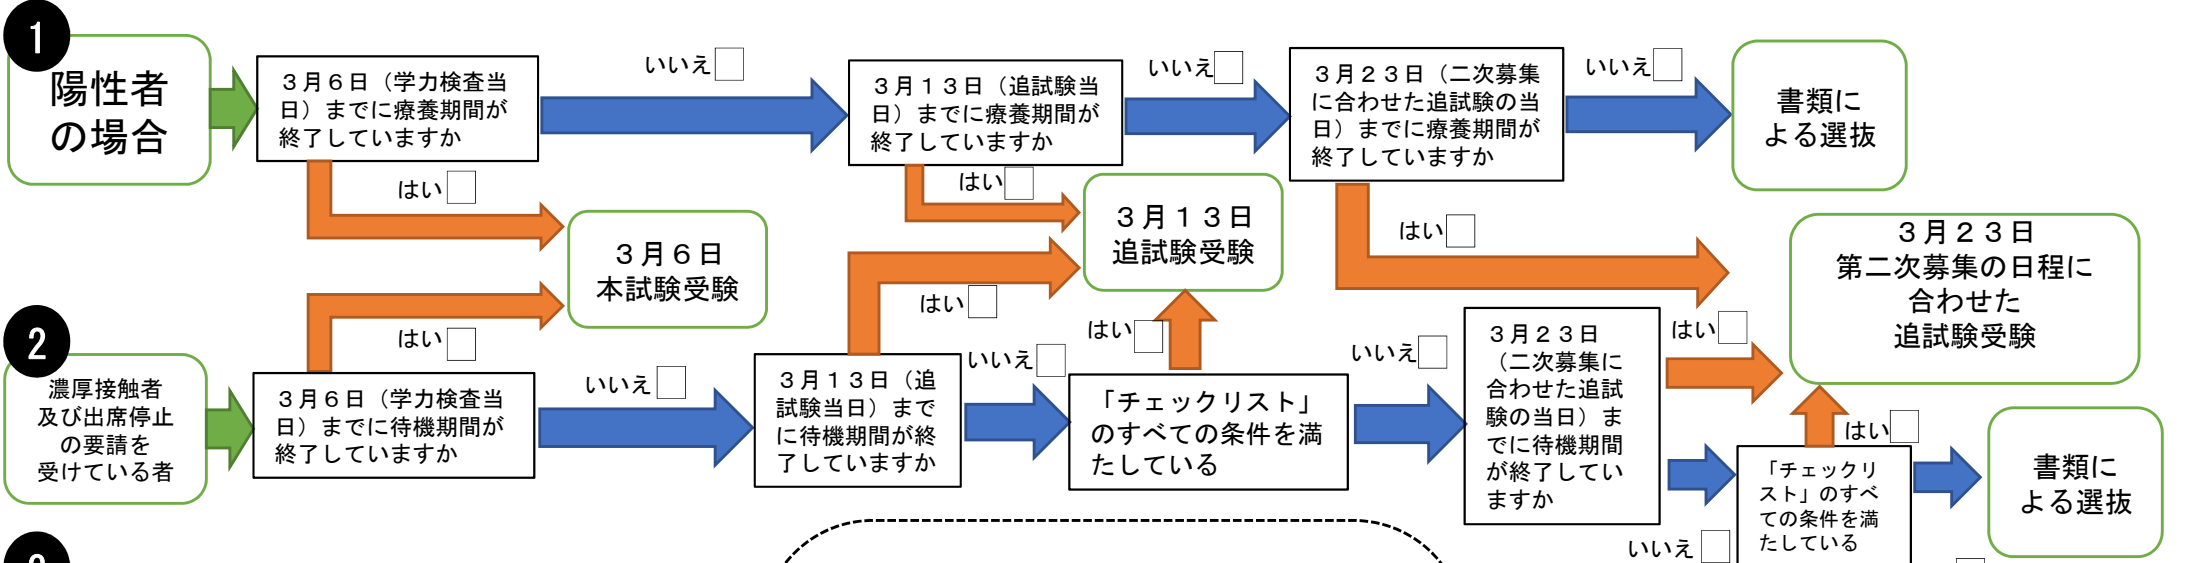 1
陽性者
の場合
３月６日（学力検査当
日）までに療養期間が
終了していますか
いいえ
はい
３月１３日（追試験当
日）までに療養期間が
終了していますか
いいえ
はい
３月２３日（二次募集
に合わせた追試験の当
日）までに療養期間が
終了していますか
いいえ
はい
書類に
よる選抜
３月６日
本試験受験
３月１３日
追試験受験
３月２３日
第二次募集の日程に
合わせた
追試験受験
2
濃厚接触者
及び出席停止
の要請を
受けている者
はい
３月６日（学力検査当
日）までに待機期間が
終了していますか
いいえ
はい
３月１３日（追
試験当日）まで
に待機期間が終
了していますか
いいえ
はい
「チェックリスト」
のすべての条件を満
たしている
いいえ
３月２３日
（二次募集に
合わせた追試
験の当日）ま
でに待機期間
が終了してい
ますか
はい
いいえ
「チェックリ
スト」のすべ
ての条件を満
たしている
はい
書類に
よる選抜